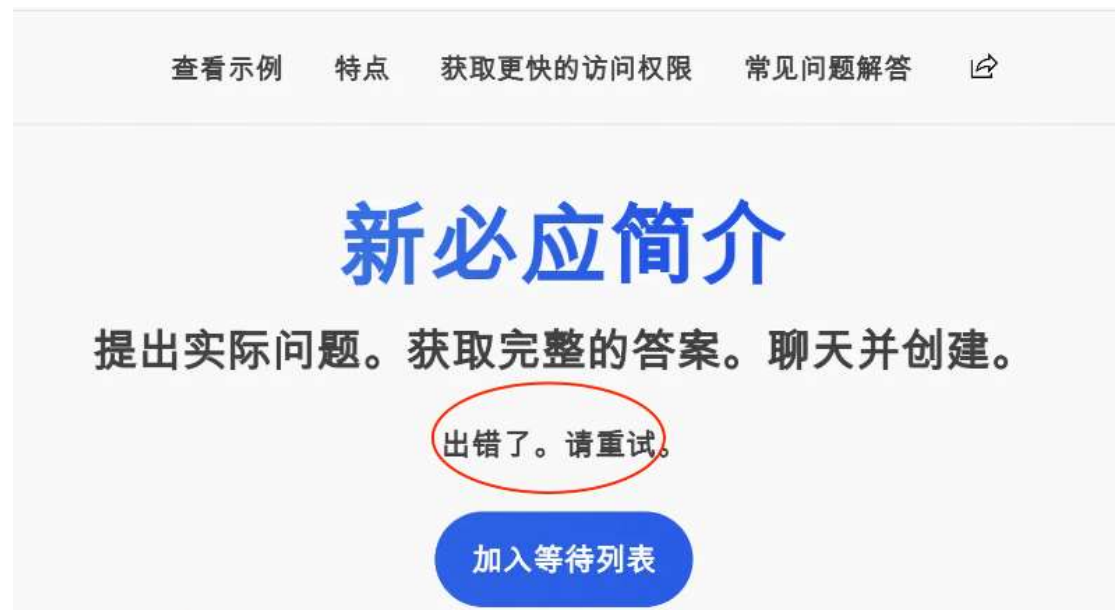 查看示例 特点 获取更快的访问权限 常见问题解答
新必应简介
提出实际问题。获取完整的答案。聊天并创建。
出错了。请重试。
加入等待列表